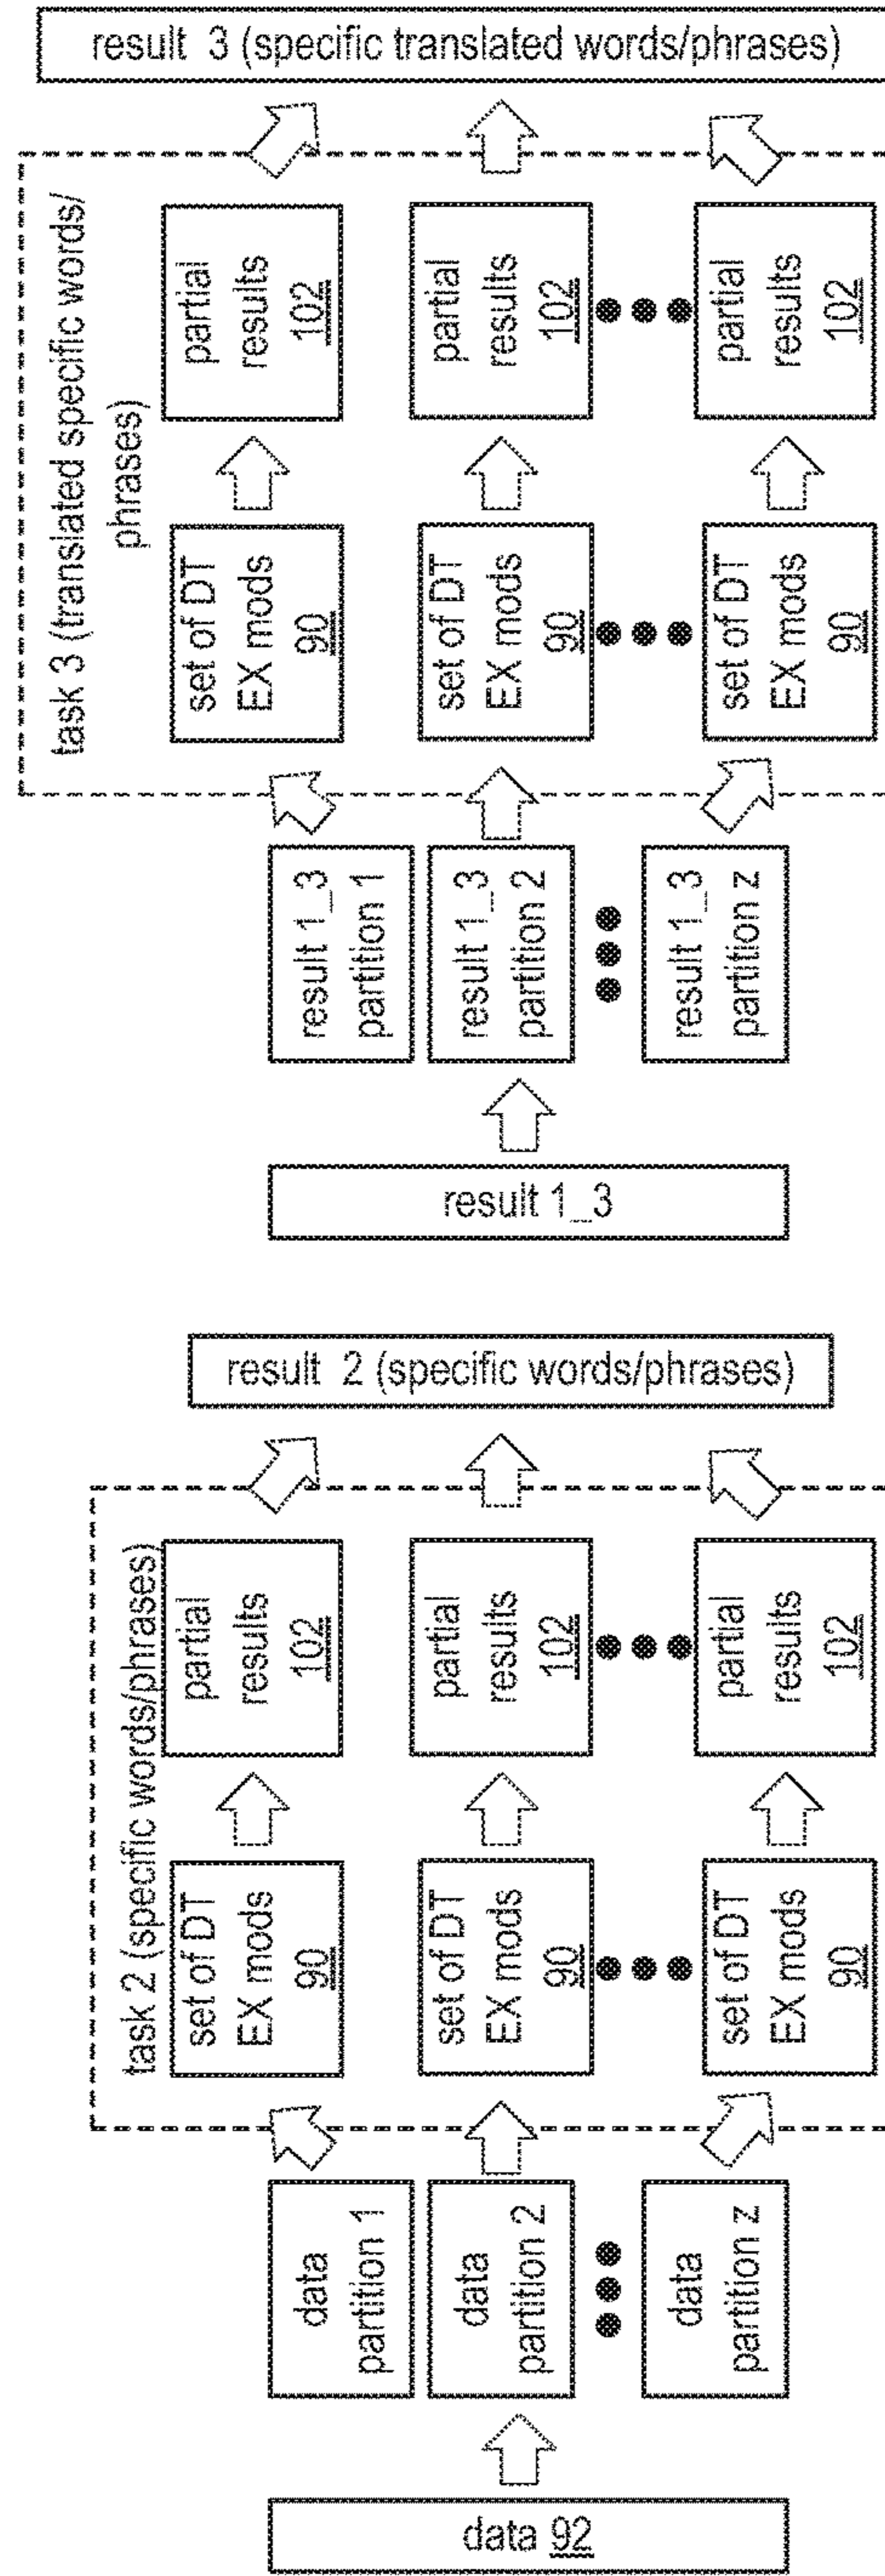 data 92
data
partition 1
data
partition 2
data
partition z
task 2 (specific words/phrases)
set of DT
EX mods
90
set of DT
EX mods
90
set of DT
EX mods
90
partial
results
102
partial
results
102
partial
results
102
result 2 (specific words/phrases)
result 1_3
result 1_3
partition 1
result 1_3
partition 2
result 1_3
partition z
task 3 (translated specific words/
phrases)
set of DT
EX mods
90
set of DT
EX mods
90
set of DT
EX mods
90
partial
results
102
partial
results
102
partial
results
102
result 3 (specific translated words/phrases)